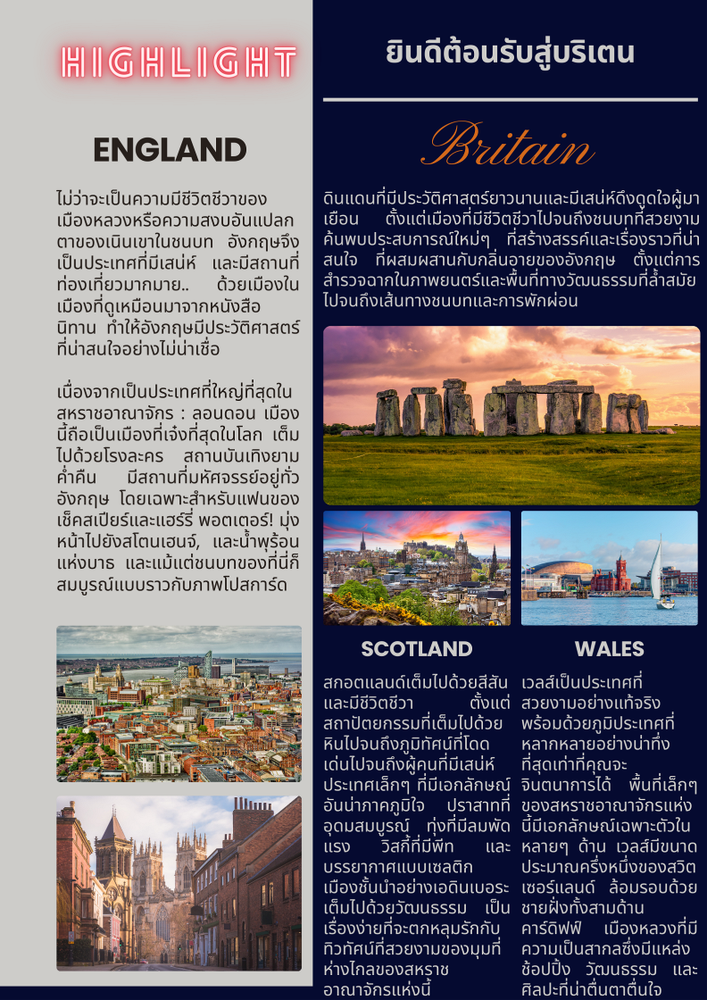 HIGHLIGHT
ENGLAND
ไม่ว่าจะเป็นความมีชีวิตชีวาของ
เมืองหลวงหรือความสงบอันแปลก
ตาของเนินเขาในชนบท อังกฤษจึง
เป็นประเทศที่มีเสน่ห์ และมีสถานที่
ท่องเที่ยวมากมาย.. ด้วยเมืองใน
เมืองที่ดูเหมือนมาจากหนังสือ
นิทาน ทำให้อังกฤษมีประวัติศาสตร์
ที่น่าสนใจอย่างไม่น่าเชื่อ
เนื่องจากเป็นประเทศที่ใหญ่ที่สุดใน
สหราชอาณาจักร : ลอนดอน เมือง
นี้ถือเป็นเมืองที่เจ๋งที่สุดในโลก เต็ม
ไปด้วยโรงละคร สถานบันเทิงยาม
ค่ำคืน มีสถานที่มหัศจรรย์อยู่ทั่ว
อังกฤษ โดยเฉพาะสำหรับแฟนของ
เช็คสเปียร์และแฮร์รี่ พอตเตอร์! มุ่ง
หน้าไปยังสโตนเฮนจ์, และน้ำพุร้อน
แห่งบาธ และแม้แต่ชนบทของที่นี่ก็
สมบูรณ์แบบราวกับภาพโปสการ์ด
ยินดีต้อนรับสู่บริเตน
Britain
ดินแดนที่มีประวัติศาสตร์ยาวนานและมีเสน่ห์ดึงดูดใจผู้มา
เยือน ตั้งแต่เมืองที่มีชีวิตชีวาไปจนถึงชนบทที่สวยงาม
ค้นพบประสบการณ์ใหม่ๆ ที่สร้างสรรค์และเรื่องราวที่น่า
สนใจ ที่ผสมผสานกับกลิ่นอายของอังกฤษ ตั้งแต่การ
สำรวจฉากในภาพยนตร์และพื้นที่ทางวัฒนธรรมที่ล้ำสมัย
ไปจนถึงเส้นทางชนบทและการพักผ่อน
SCOTLAND
สกอตแลนด์เต็มไปด้วยสีสัน
และมีชีวิตชีวา ตั้งแต่
สถาปัตยกรรมที่เต็มไปด้วย
หินไปจนถึงภูมิทัศน์ที่โดด
เด่นไปจนถึงผู้คนที่มีเสน่ห์
ประเทศเล็กๆ ที่มีเอกลักษณ์
อันน่าภาคภูมิใจ ปราสาทที่
อุดมสมบูรณ์ ทุ่งที่มีลมพัด
แรง วิสกี้ที่มีพีท และ
บรรยากาศแบบเซลติก
เมืองชั้นนำอย่างเอดินเบอระ
เต็มไปด้วยวัฒนธรรม เป็น
เรื่องง่ายที่จะตกหลุมรักกับ
ทิวทัศน์ที่สวยงามของมุมที่
ห่างไกลของสหราช
อาณาจักรแห่งนี้
WALES
เวลส์เป็นประเทศที่
สวยงามอย่างแท้จริง
พร้อมด้วยภูมิประเทศที่
หลากหลายอย่างน่าทึ่ง
ที่สุดเท่าที่คุณจะ
จินตนาการได้ พื้นที่เล็กๆ
ของสหราชอาณาจักรแห่ง
นี้มีเอกลักษณ์เฉพาะตัวใน
หลายๆ ด้าน เวลส์มีขนาด
ประมาณครึ่งหนึ่งของสวิต
เซอร์แลนด์ ล้อมรอบด้วย
ชายฝั่งทั้งสามด้าน
คาร์ดิฟฟ์ เมืองหลวงที่มี
ความเป็นสากลซึ่งมีแหล่ง
ช้อปปิ้ง วัฒนธรรม และ
ศิลปะที่น่าตื่นตาตื่นใจ